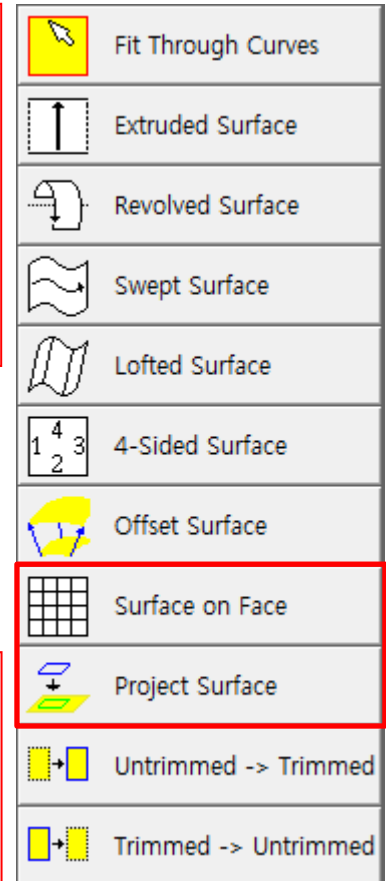 Fit Through Curves
Extruded Surface
Revolved Surface
Swept Surface
Lofted Surface
1 4 3
2
4-Sided Surface
Offset Surface
Surface on Face
Project Surface
Untrimmed -> Trimmed
Trimmed -> Untrimmed